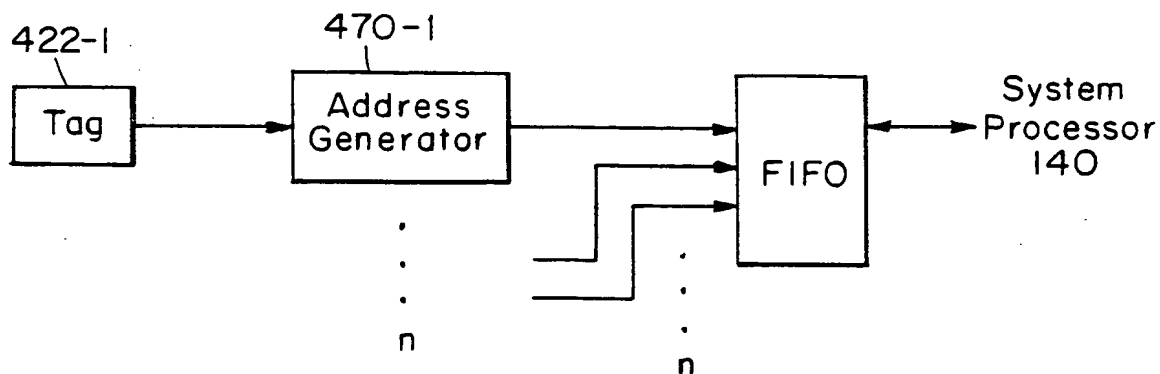 422-1
470-1
Tag
Address
Generator
FIFO
System
Processor
140
n
n